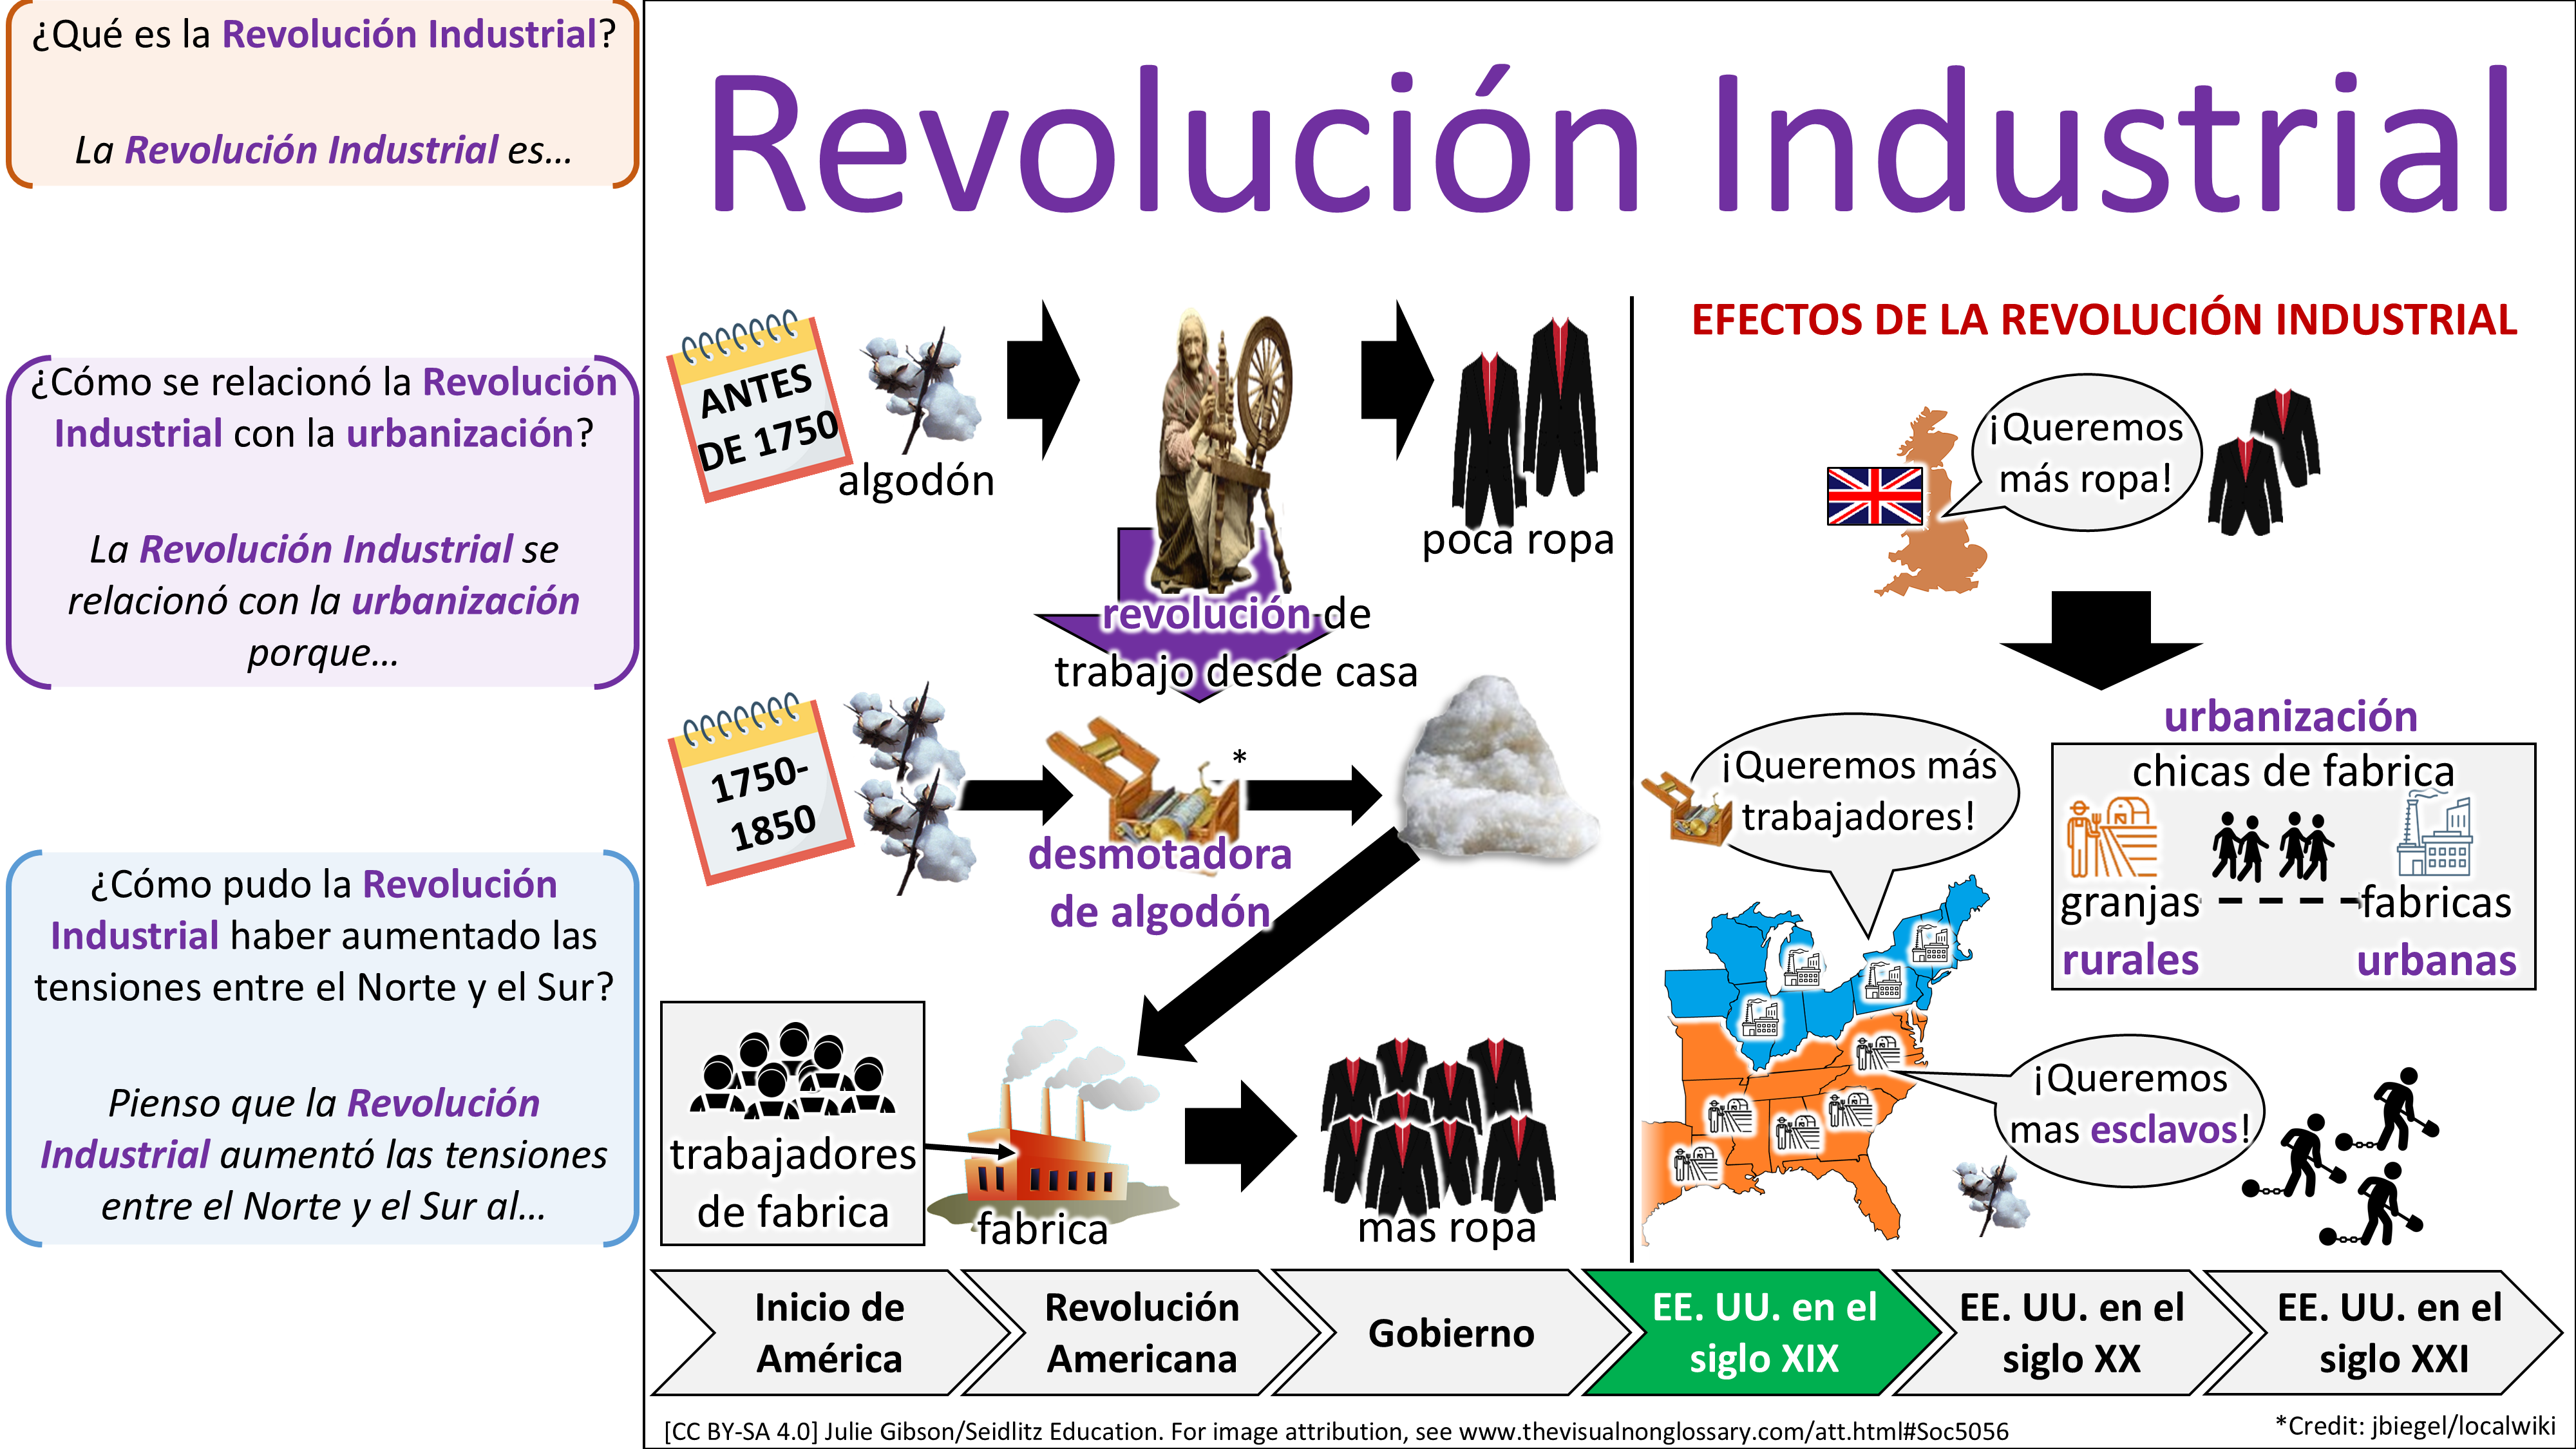 ¿Qué es la Revolución Industrial?
La Revolución Industrial es...
¿Cómo se relacionó la Revolución
Industrial con la urbanización?
La Revolución Industrial se
relacionó con la urbanización
porque...
¿Cómo pudo la Revolución
Industrial haber aumentado las
tensiones entre el Norte y el Sur?
Pienso que la Revolución
Industrial aumentó las tensiones
entre el Norte y el Sur al...
Revolución Industrial
ANTES
DE 1750
algodón
poca ropa
revolución de
trabajo desde casa
1750-
1850
*
desmotadora
de algodón
trabajadores
de fabrica
fabrica
mas ropa
EFECTOS DE LA REVOLUCIÓN INDUSTRIAL
¡Queremos
más ropa!
urbanización
chicas de fabrica
granjas
rurales
fabricas
urbanas
¡Queremos más
trabajadores!
¡Queremos
mas esclavos!
Inicio de
América
Revolución
Americana
Gobierno
EE. UU. en el
siglo XIX
EE. UU. en el
siglo XX
EE. UU. en el
siglo XXI
[CC BY-SA 4.0] Julie Gibson/Seidlitz Education. For image attribution, see www.thevisualnonglossary.com/att.html#Soc5056
*Credit: jbiegel/localwiki